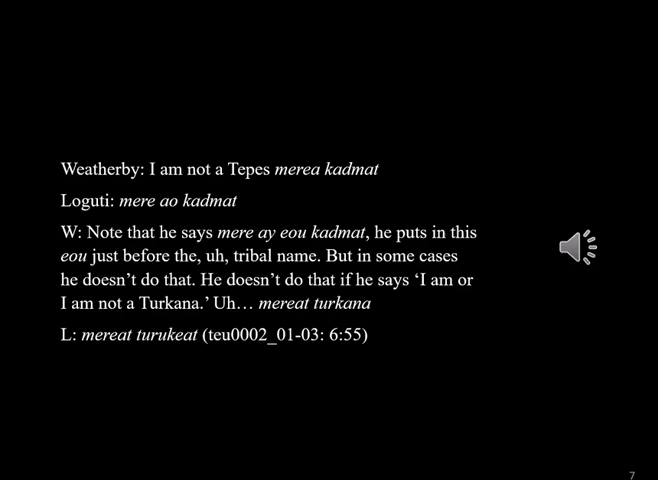 Weatherby: I am not a Tepes merea kadmat
Loguti: mere ao kadmat
W: Note that he says mere ay eou kadmat, he puts in this
eou just before the, uh, tribal name. But in some cases
he doesn’t do that. He doesn’t do that if he says ‘I am or
I am not a Turkana.’ Uh… mereat turkana
L: mereat turukeat (teu0002_01-03: 6:55)
7